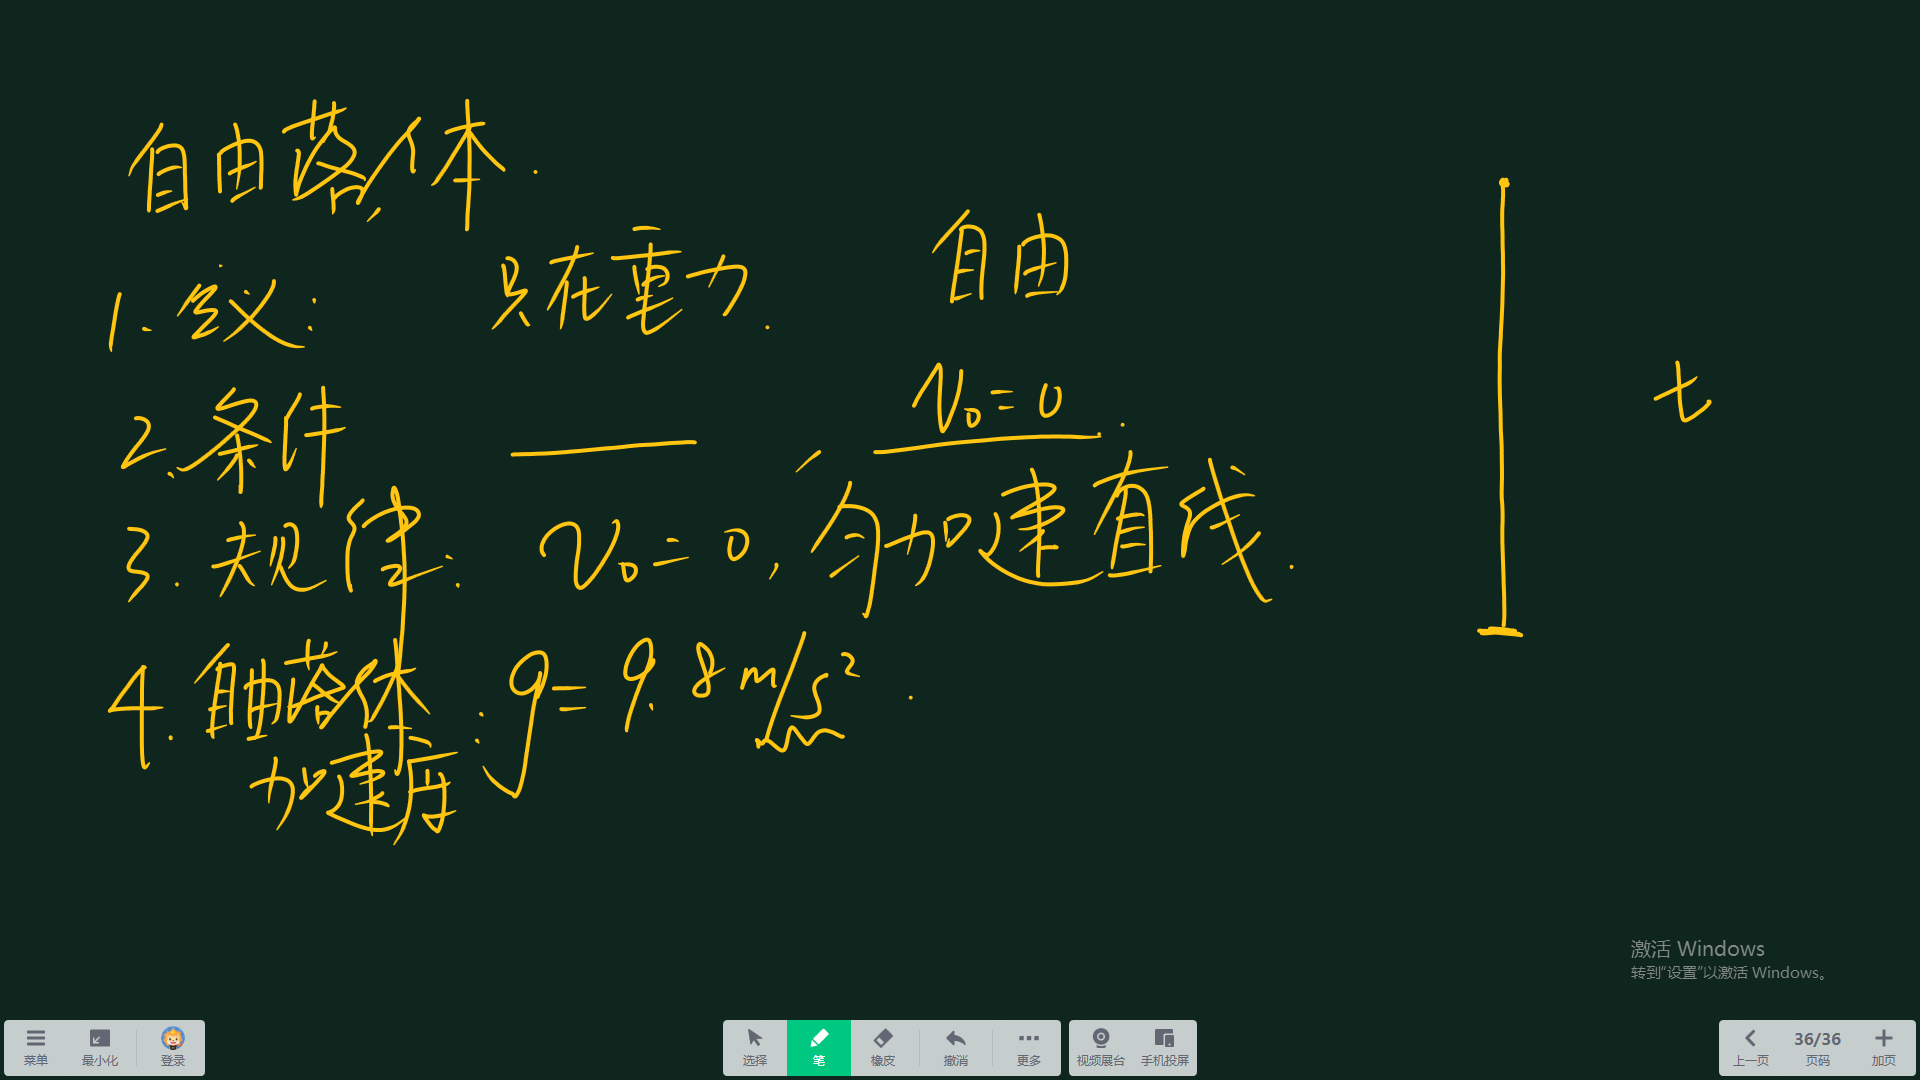 自由落体.
1. 定义: 只在重力. 自由
2. 条件 ——, v₀=0.
t
3. 规律: v₀=0, 匀加速直线.
4. 自由落体加速度: g=9.8m/s².
激活 Windows
转到"设置"以激活 Windows。
菜单 最小化 登录 选择 笔 橡皮 撤消 更多 视频展台 手机投屏 上一页 36/36 页码 加页